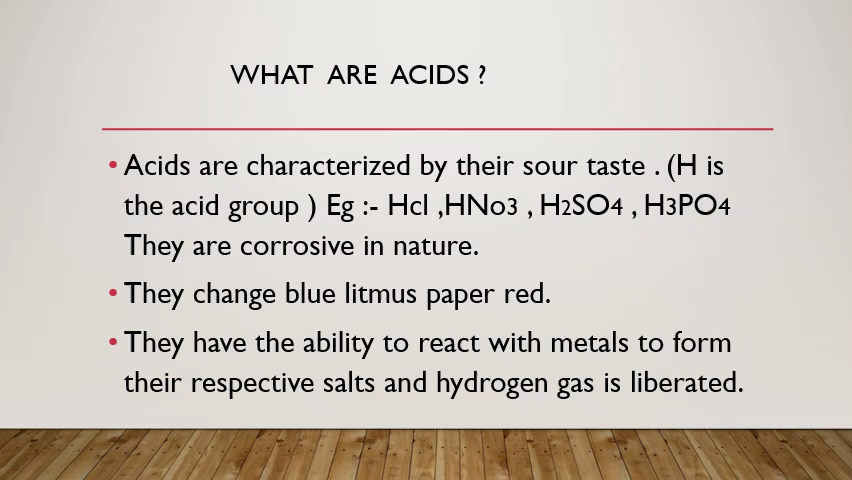 WHAT ARE ACIDS ?
• Acids are characterized by their sour taste . (H is
the acid group ) Eg :- Hcl ,HNo3 , H2SO4 , H3PO4
They are corrosive in nature.
• They change blue litmus paper red.
• They have the ability to react with metals to form
their respective salts and hydrogen gas is liberated.